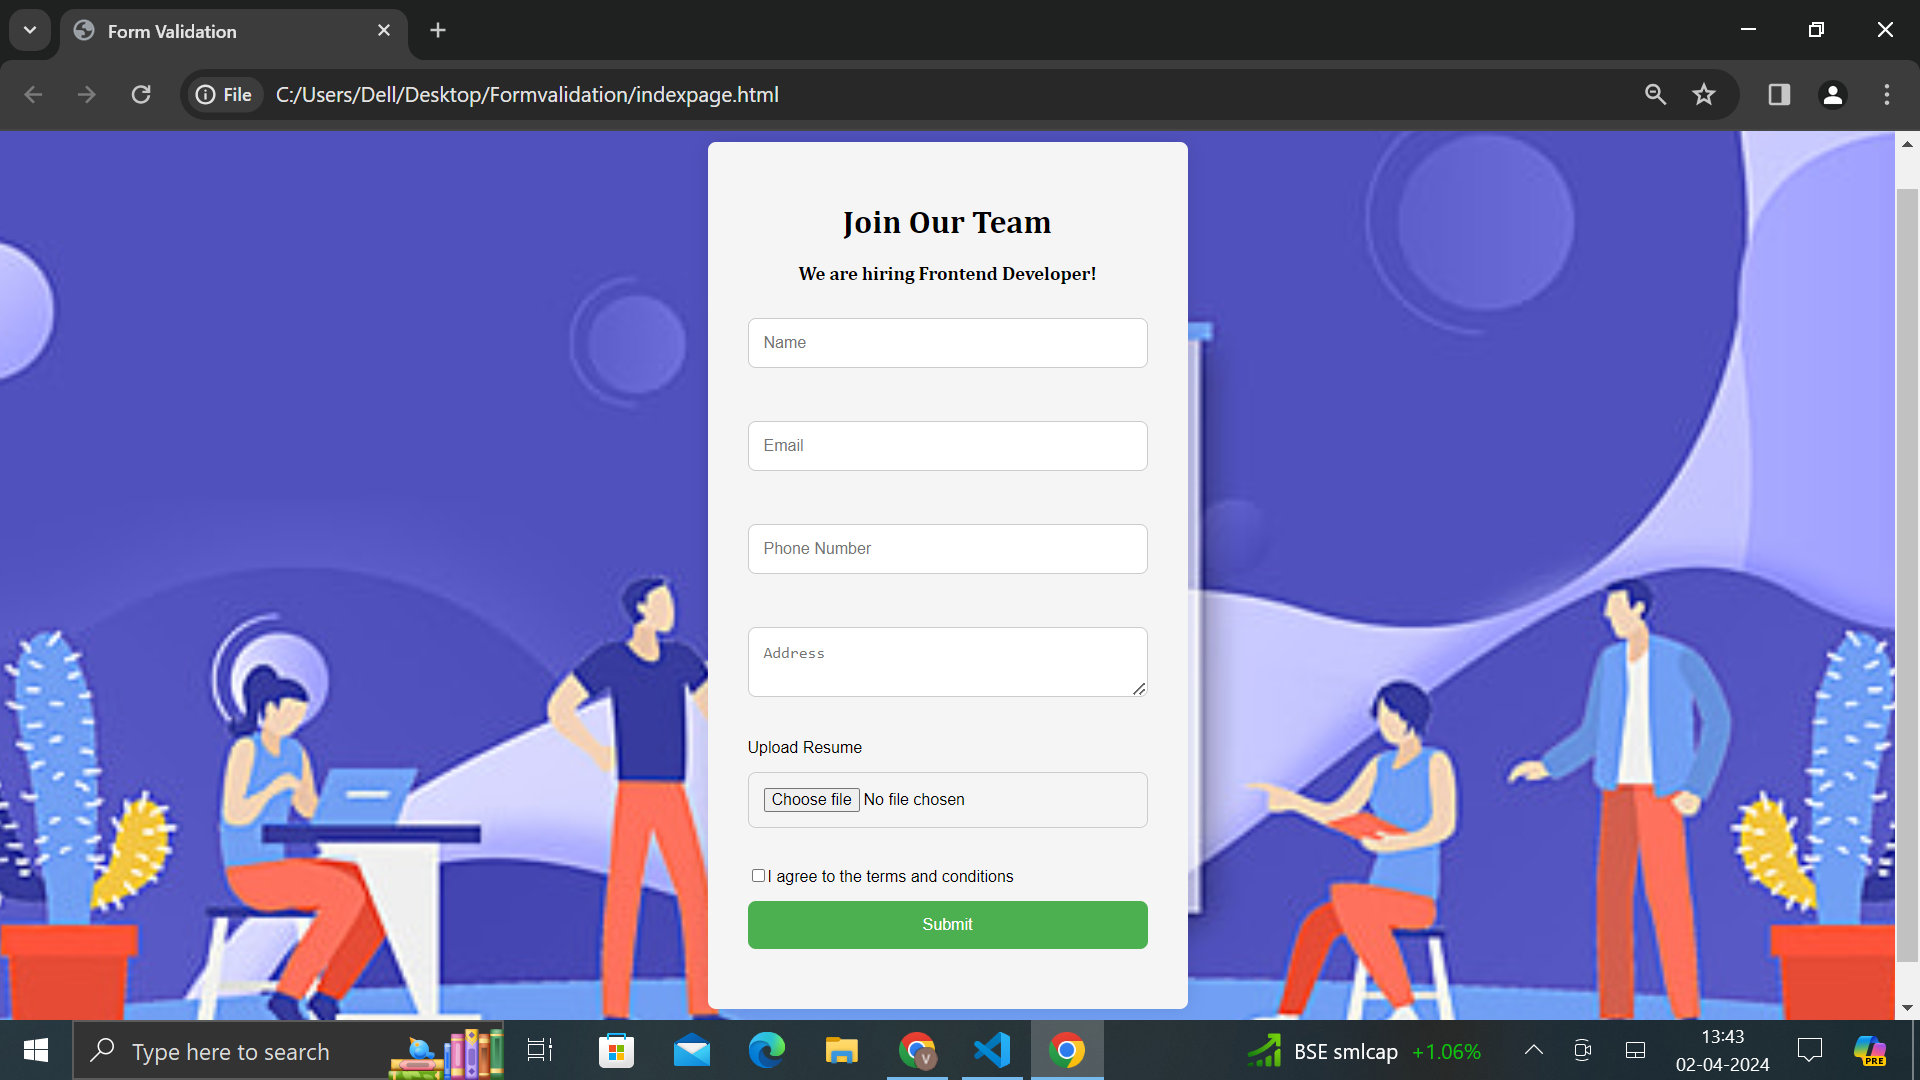 Form Validation
File C:/Users/Dell/Desktop/Formvalidation/indexpage.html
Join Our Team
We are hiring Frontend Developer!
Name
Email
Phone Number
Address
Upload Resume
Choose file No file chosen
I agree to the terms and conditions
Submit
Type here to search
V
BSE smlcap +1.06%
13:43
02-04-2024
PRE